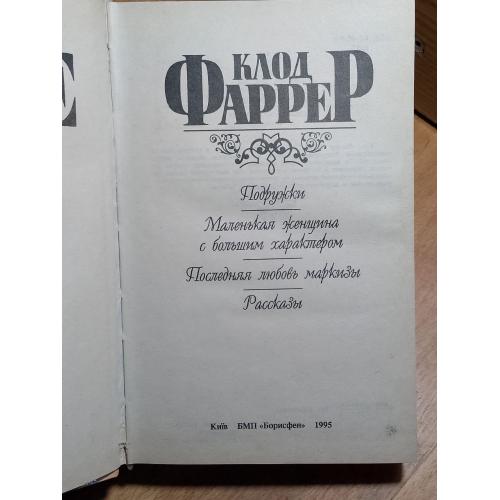 Е
КЛОД
ФАРРЕР
Подружки
Маленькая женщина
с большим характером
Последняя любовь маркизы
Рассказы
Київ БМП «Борисфен» 1995